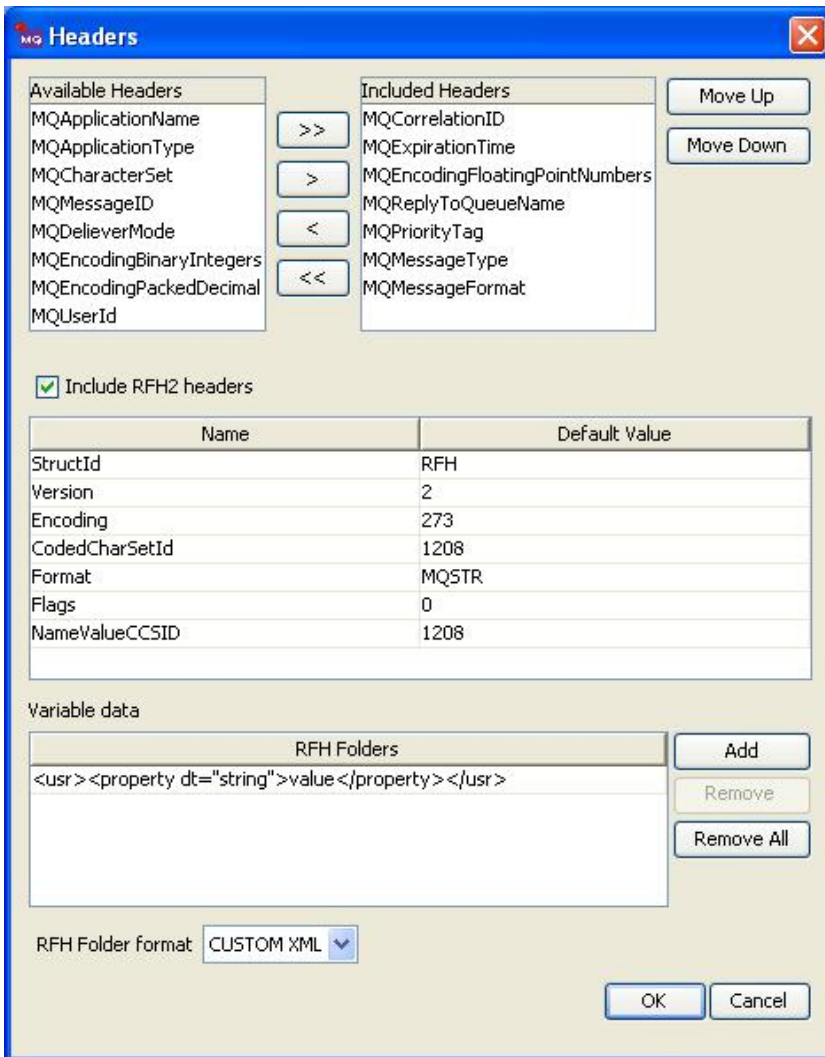 MQ Headers
Available Headers
MQApplicationName
MQApplicationType
MQCharacterSet
MQMessageID
MQDelieverMode
MQEncodingBinaryIntegers
MQEncodingPackedDecimal
MQUserId
>>
>
<
<<
Included Headers
MQCorrelationID
MQExpirationTime
MQEncodingFloatingPointNumbers
MQReplyToQueueName
MQPriorityTag
MQMessageType
MQMessageFormat
Move Up
Move Down
Include RFH2 headers
Name Default Value
StructId RFH
Version 2
Encoding 273
CodedCharSetId 1208
Format MQSTR
Flags 0
NameValueCCSID 1208
Variable data
RFH Folders
<usr><property dt="string">value</property></usr>
Add
Remove
Remove All
RFH Folder format CUSTOM XML
OK Cancel